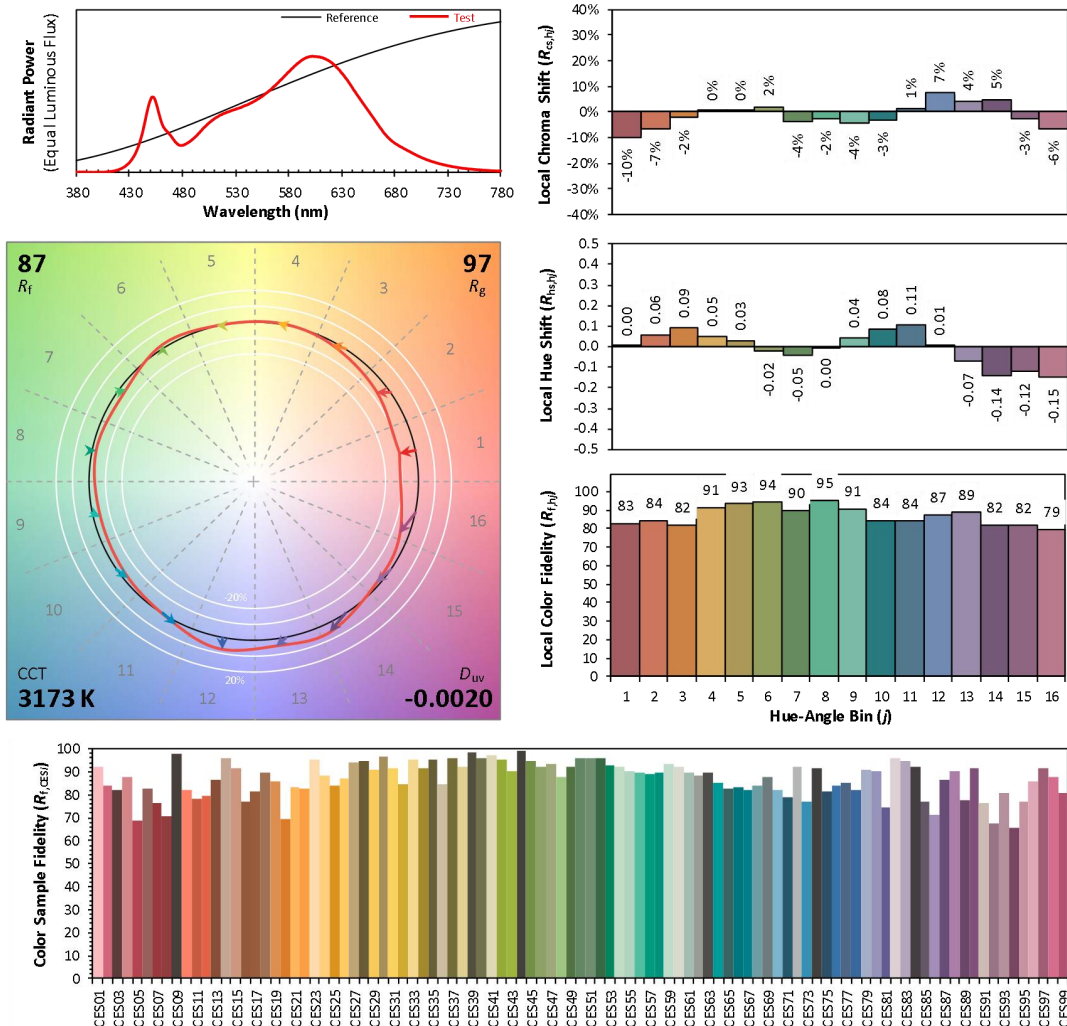 Reference
Test
Radiant Power
(Equal Luminous Flux)
380 430 480 530 580 630 680 730 780
Wavelength (nm)
Local Chroma Shift (Rcs,hj)
40%
30%
20%
10%
0%
-10%
-20%
-30%
-40%
-10% -7% -2% 0% 0% 2% -4% -2% -4% -3% 1% 7% 4% 5% -3% -6%
87
Rf
97
Rg
5 4
6 3
7 2
8 1
9 16
10 15
11 14
12 13
-20%
20%
CCT
3173 K
Duv
-0.0020
Local Hue Shift (Rhs,hj)
0.5
0.4
0.3
0.2
0.1
0.0
-0.1
-0.2
-0.3
-0.4
-0.5
0.00 0.06 0.09 0.05 0.03 -0.02 -0.05 0.00 0.04 0.08 0.11 0.01 -0.07 -0.14 -0.12 -0.15
Local Color Fidelity (Rf,hj)
100
90
80
70
60
50
40
30
20
10
0
83 84 82 91 93 94 90 95 91 84 84 87 89 82 82 79
1 2 3 4 5 6 7 8 9 10 11 12 13 14 15 16
Hue-Angle Bin (j)
Color Sample Fidelity (Rf,CESi)
100
90
80
70
60
50
40
30
20
10
0
CES01 CES03 CES05 CES07 CES09 CES11 CES13 CES15 CES17 CES19 CES21 CES23 CES25 CES27 CES29 CES31 CES33 CES35 CES37 CES39 CES41 CES43 CES45 CES47 CES49 CES51 CES53 CES55 CES57 CES59 CES61 CES63 CES65 CES67 CES69 CES71 CES73 CES75 CES77 CES79 CES81 CES83 CES85 CES87 CES89 CES91 CES93 CES95 CES97 CES99